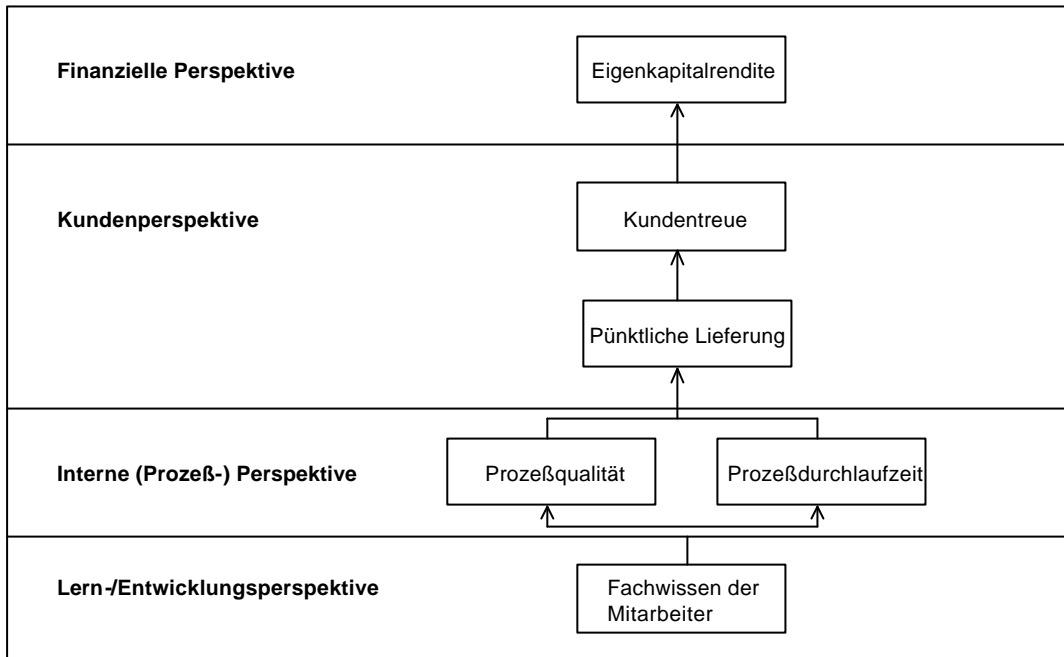 Finanzielle Perspektive
Eigenkapitalrendite
Kundenperspektive
Kundentreue
Pünktliche Lieferung
Interne (Prozeß-) Perspektive
Prozeßqualität
Prozeßdurchlaufzeit
Lern-/Entwicklungsperspektive
Fachwissen der
Mitarbeiter